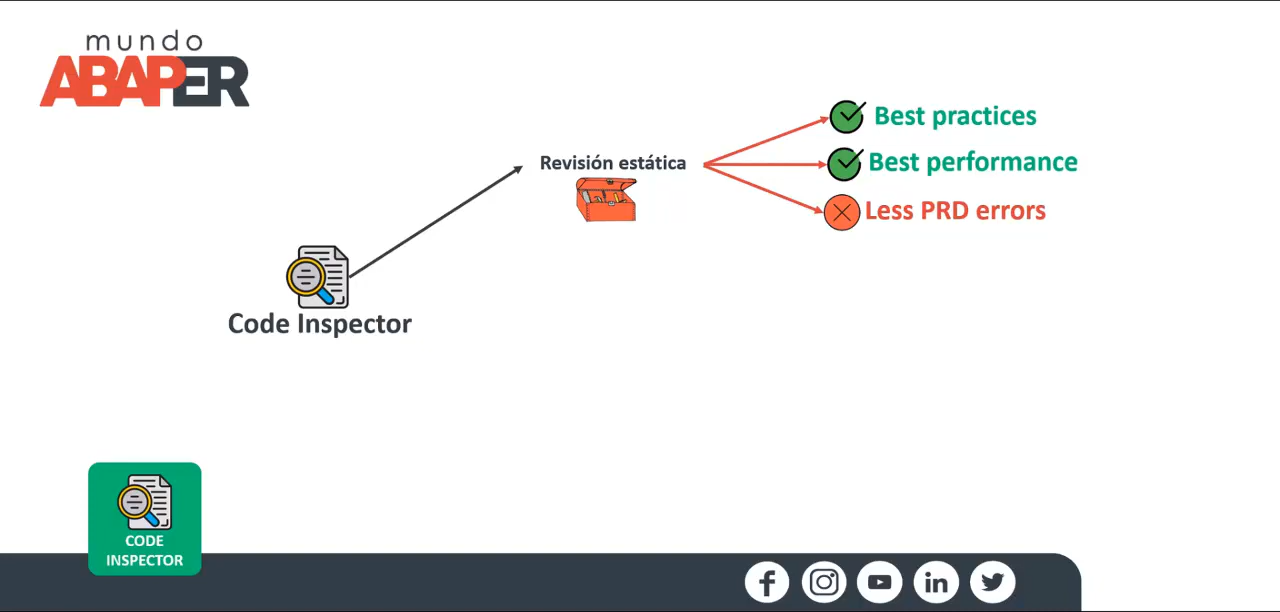 mundo
ABAPER
Best practices
Revisión estática
Best performance
Less PRD errors
Code Inspector
CODE
INSPECTOR